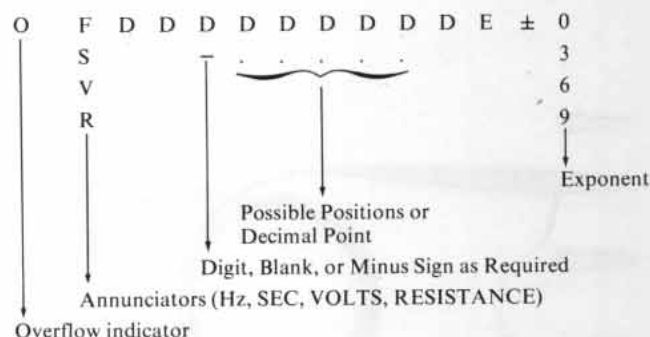 O F D D D D D D D D D E ± 0
S – . . . . . 3
V 6
R 9
Exponent
Possible Positions or
Decimal Point
Digit, Blank, or Minus Sign as Required
Annunciators (Hz, SEC, VOLTS, RESISTANCE)
Overflow indicator